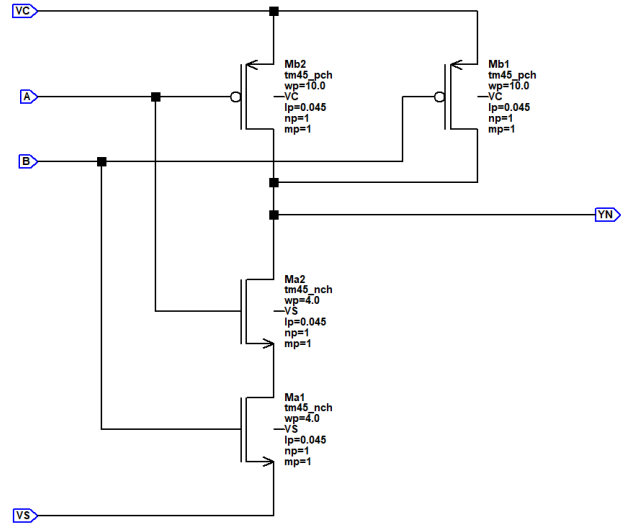 VC
Mb2
tm45_pch
wp=10.0
VC
lp=0.045
np=1
mp=1
Mb1
tm45_pch
wp=10.0
VC
lp=0.045
np=1
mp=1
A
B
YN
Ma2
tm45_nch
wp=4.0
VS
lp=0.045
np=1
mp=1
Ma1
tm45_nch
wp=4.0
VS
lp=0.045
np=1
mp=1
VS